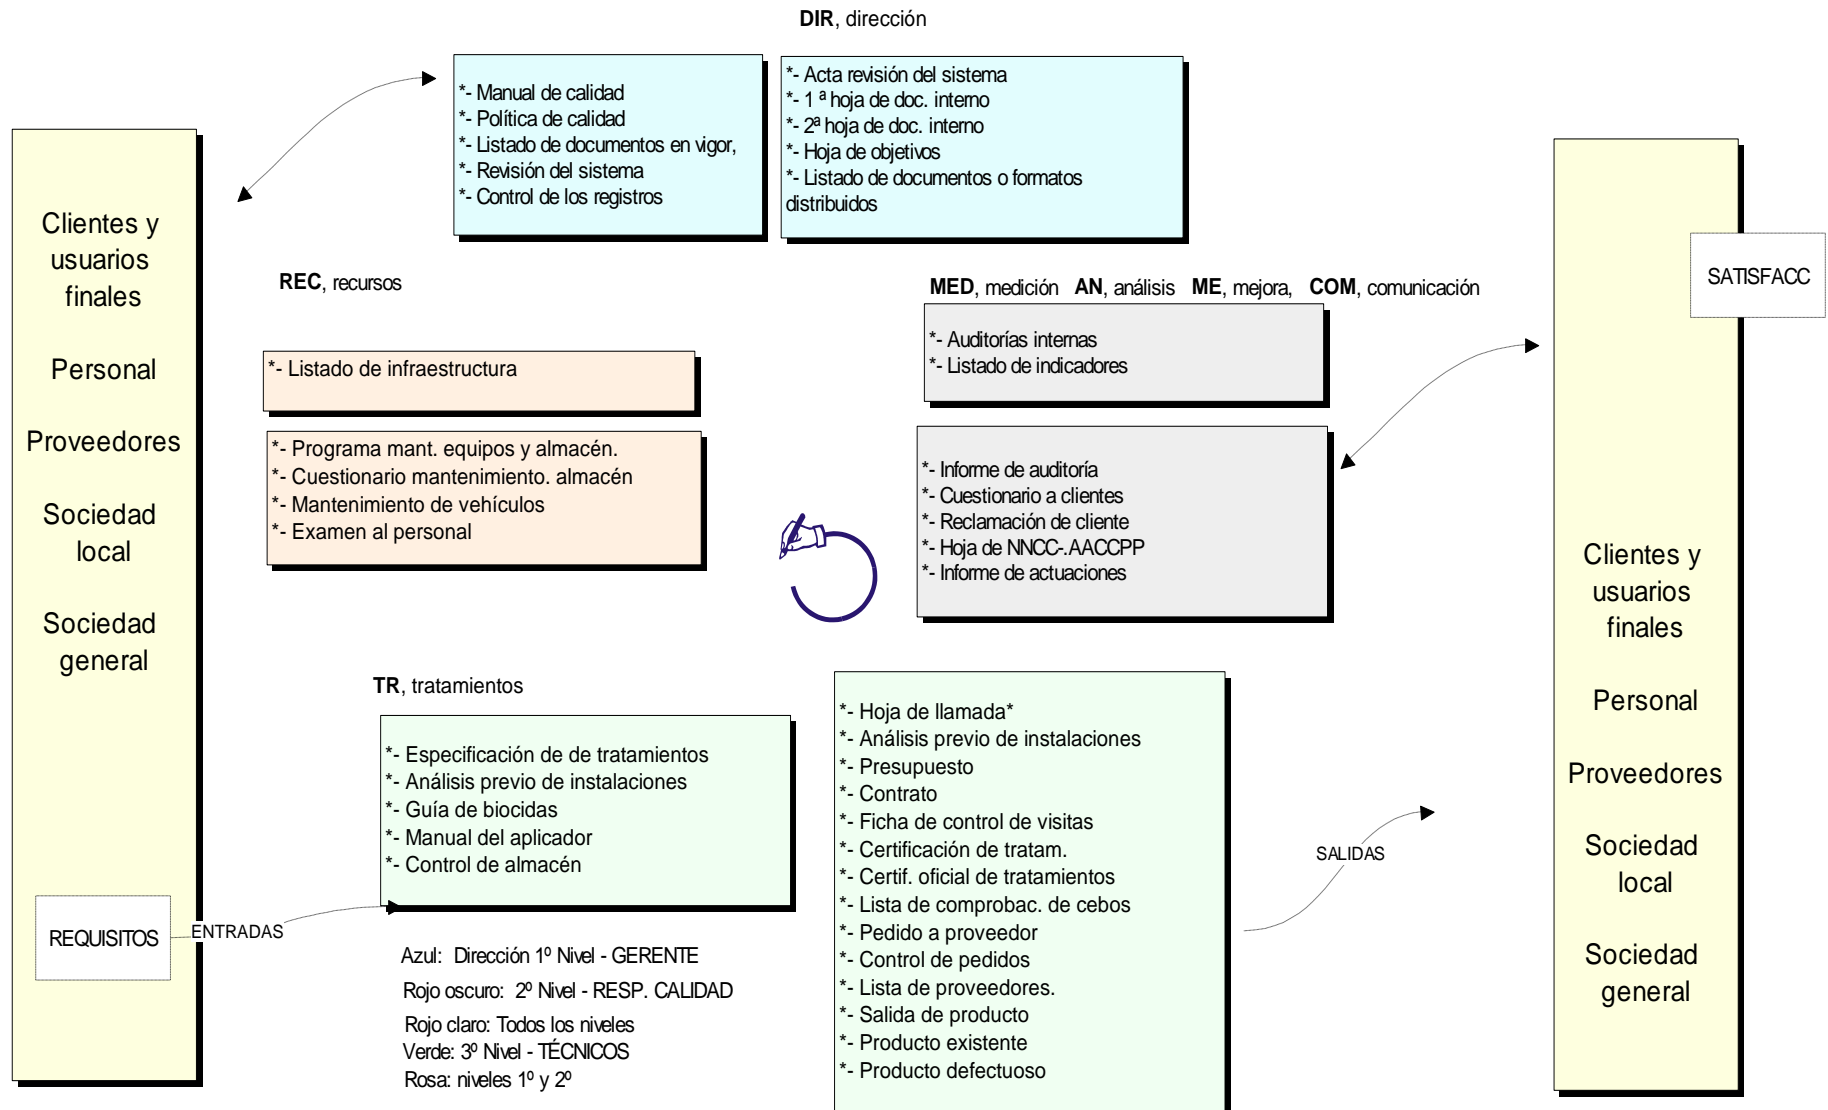 DIR, dirección
*- Manual de calidad
*- Política de calidad
*- Listado de documentos en vigor,
*- Revisión del sistema
*- Control de los registros
*- Acta revisión del sistema
*- 1 ª hoja de doc. interno
*- 2ª hoja de doc. interno
*- Hoja de objetivos
*- Listado de documentos o formatos
distribuidos
Clientes y
usuarios
finales
Personal
Proveedores
Sociedad
local
Sociedad
general
REQUISITOS
ENTRADAS
REC, recursos
*- Listado de infraestructura
*- Programa mant. equipos y almacén.
*- Cuestionario mantenimiento. almacén
*- Mantenimiento de vehículos
*- Examen al personal
MED, medición AN, análisis ME, mejora, COM, comunicación
*- Auditorías internas
*- Listado de indicadores
*- Informe de auditoría
*- Cuestionario a clientes
*- Reclamación de cliente
*- Hoja de NNCC-.AACCPP
*- Informe de actuaciones
TR, tratamientos
*- Especificación de de tratamientos
*- Análisis previo de instalaciones
*- Guía de biocidas
*- Manual del aplicador
*- Control de almacén
Azul: Dirección 1º Nivel - GERENTE
Rojo oscuro: 2º Nivel - RESP. CALIDAD
Rojo claro: Todos los niveles
Verde: 3º Nivel - TÉCNICOS
Rosa: niveles 1º y 2º
*- Hoja de llamada*
*- Análisis previo de instalaciones
*- Presupuesto
*- Contrato
*- Ficha de control de visitas
*- Certificación de tratam.
*- Certif. oficial de tratamientos
*- Lista de comprobac. de cebos
*- Pedido a proveedor
*- Control de pedidos
*- Lista de proveedores.
*- Salida de producto
*- Producto existente
*- Producto defectuoso
SALIDAS
SATISFACC
Clientes y
usuarios
finales
Personal
Proveedores
Sociedad
local
Sociedad
general